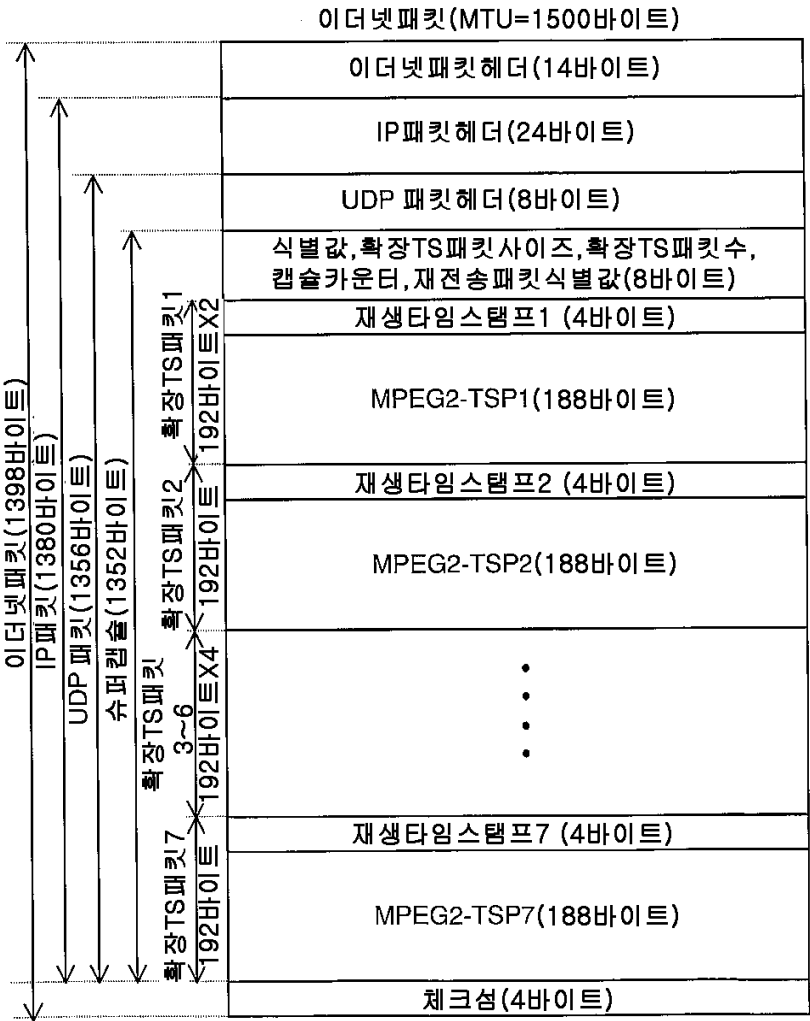 이더넷패킷(MTU=1500바이트)
이더넷패킷헤더(14바이트)
IP패킷헤더(24바이트)
UDP 패킷헤더(8바이트)
식별값,확장TS패킷사이즈,확장TS패킷수,
캡슐카운터,재전송패킷식별값(8바이트)
재생타임스탬프1 (4바이트)
MPEG2-TSP1(188바이트)
재생타임스탬프2 (4바이트)
MPEG2-TSP2(188바이트)
재생타임스탬프7 (4바이트)
MPEG2-TSP7(188바이트)
체크섬(4바이트)
이더넷패킷(1398바이트)
IP패킷(1380바이트)
UDP 패킷(1356바이트)
슈퍼캡슐(1352바이트)
확장TS패킷1
192바이트X2
확장TS패킷2
192바이트
확장TS패킷
3~6
192바이트X4
확장TS패킷7
192바이트